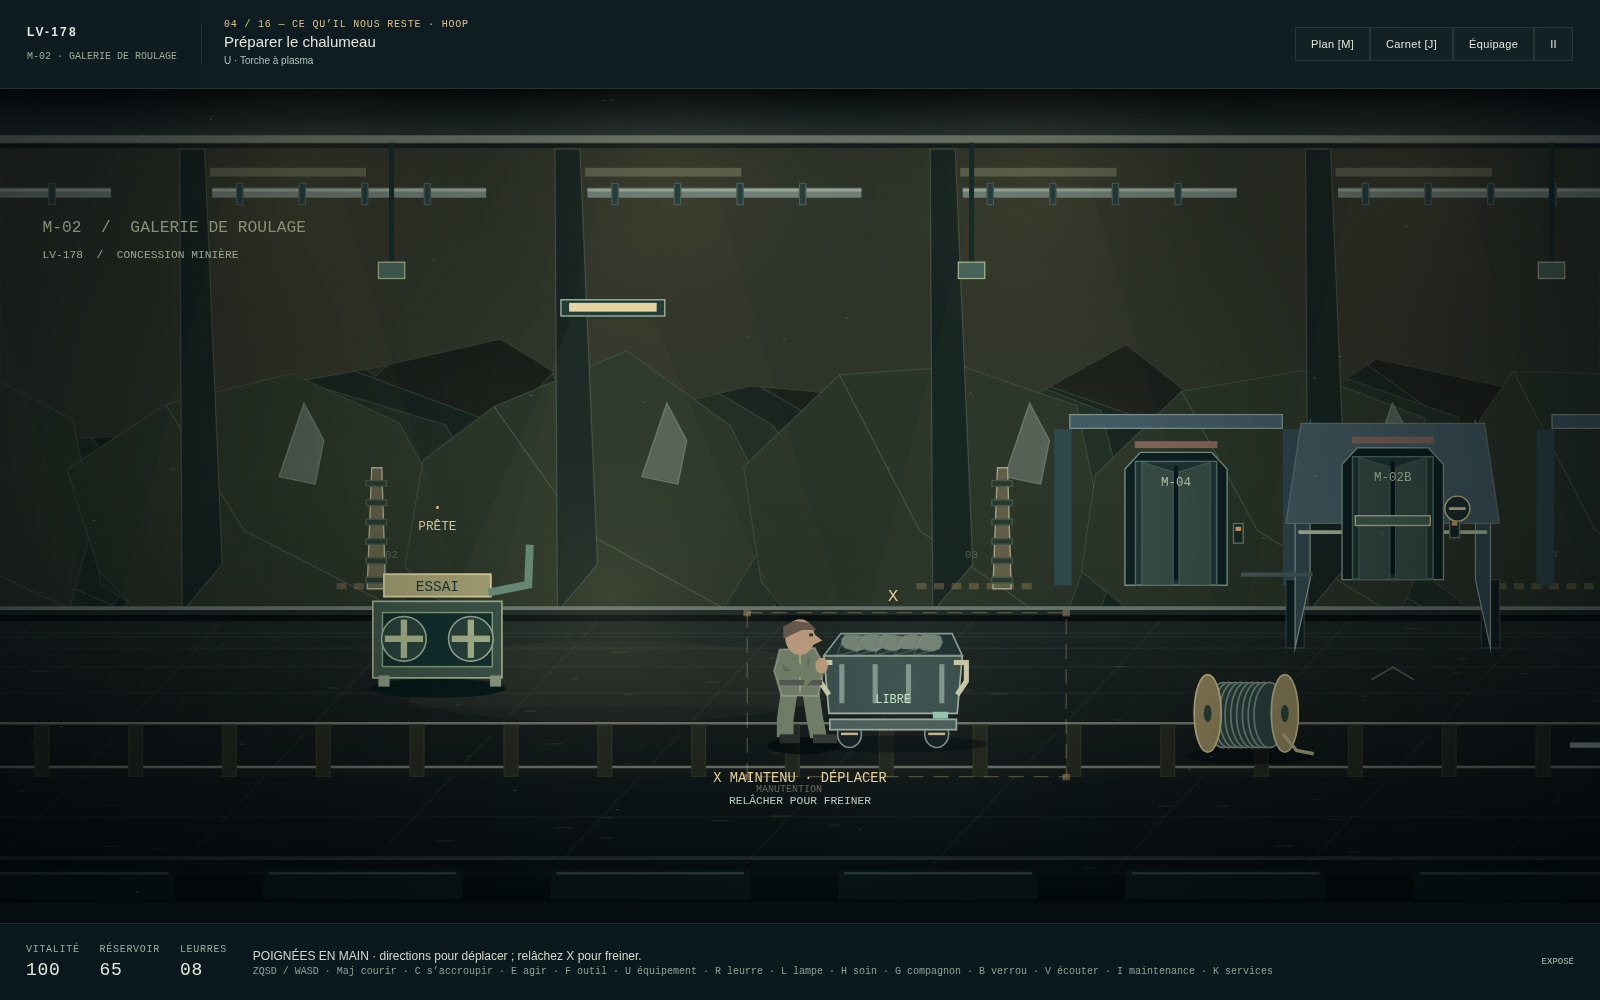 LV-178
M-02 · GALERIE DE ROULAGE
04 / 16 — CE QU’IL NOUS RESTE · HOOP
Préparer le chalumeau
U · Torche à plasma
Plan [M]
Carnet [J]
Équipage
II
M-02 / GALERIE DE ROULAGE
LV-178 / CONCESSION MINIÈRE
M-04
M-02B
PRÊTE
02
03
ESSAI
X
LIBRE
X MAINTENU · DÉPLACER
MANUTENTION
RELÂCHER POUR FREINER
VITALITÉ
100
RÉSERVOIR
65
LEURRES
08
POIGNÉES EN MAIN · directions pour déplacer ; relâchez X pour freiner.
ZQSD / WASD · Maj courir · C s’accroupir · E agir · F outil · U équipement · R leurre · L lampe · H soin · G compagnon · B verrou · V écouter · I maintenance · K services
EXPOSÉ